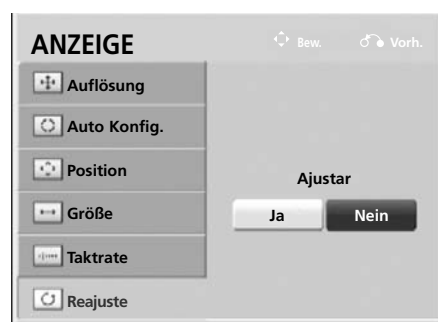 ANZEIGE
Bew. Vorh.
Auflösung
Auto Konfig.
Position
Größe
Taktrate
Reajuste
Ajustar
Ja Nein